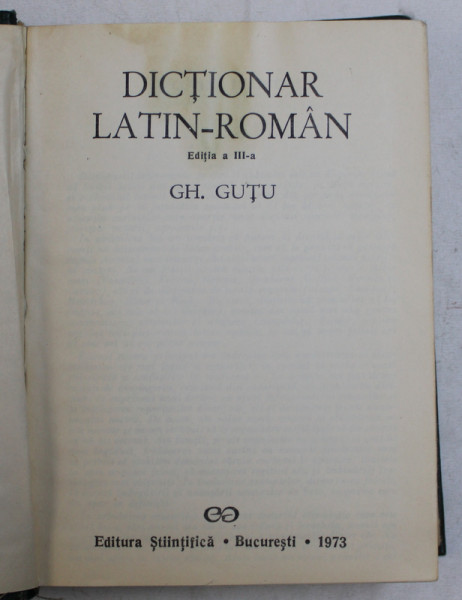 DICȚIONAR
LATIN-ROMÂN
Ediția a III-a
GH. GUȚU
Editura Științifică • București • 1973